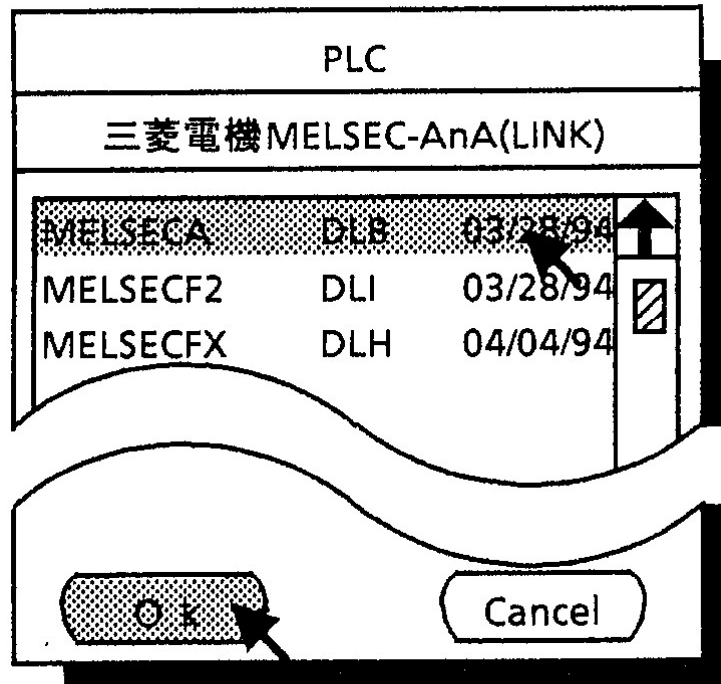 PLC
三菱電機MELSEC-AnA(LINK)
MELSECA DLB 03/28/94
MELSECF2 DLI 03/28/94
MELSECFX DLH 04/04/94
Ok Cancel